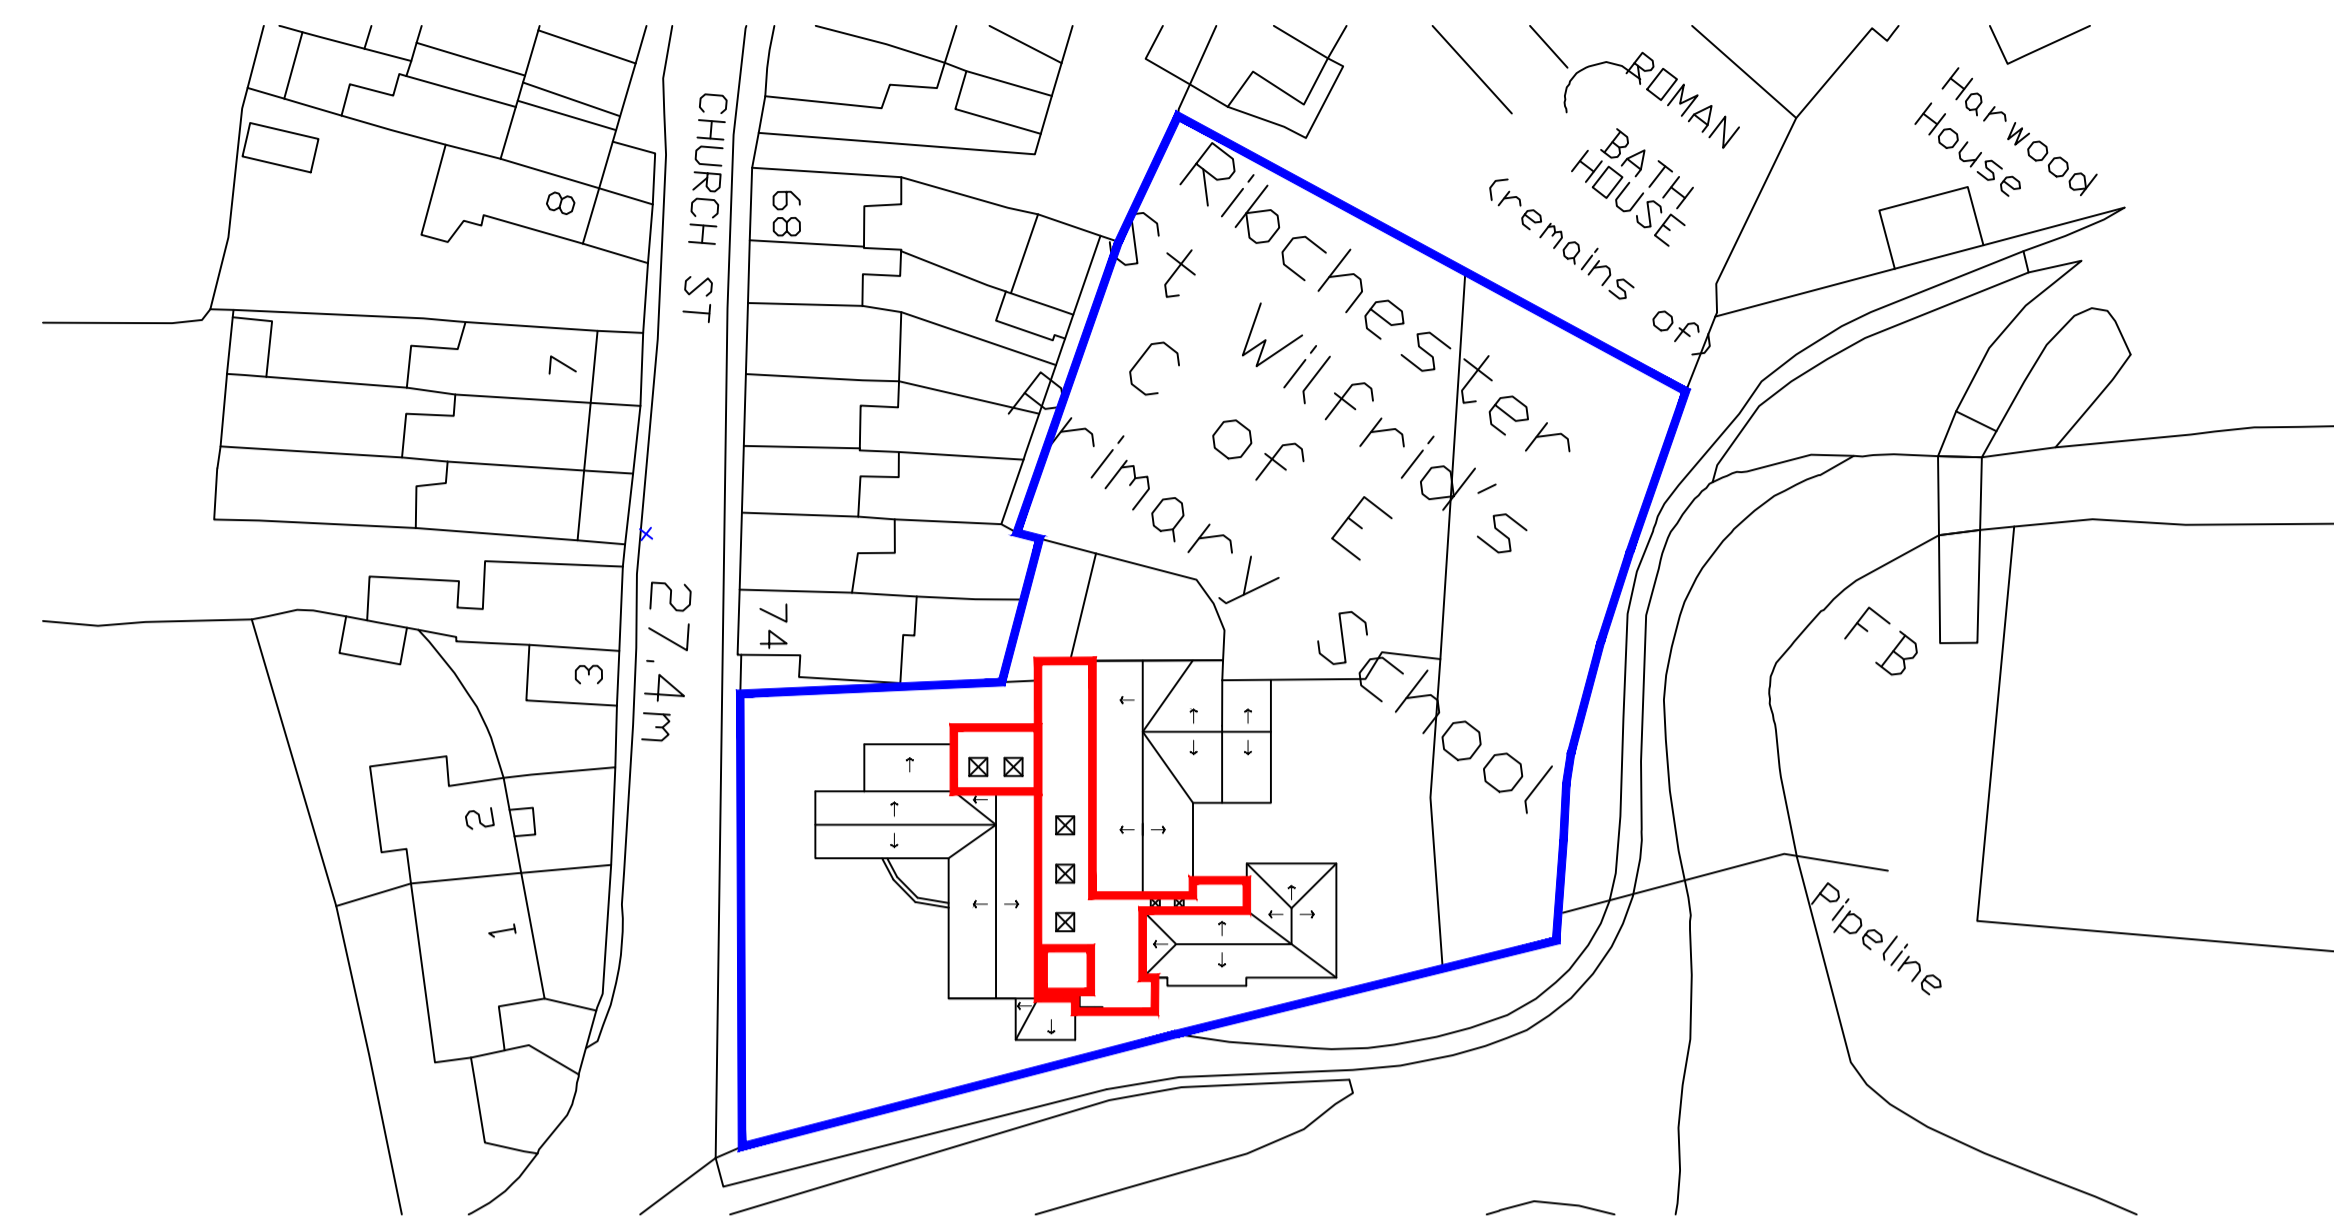 CHURCH ST
68
74
27.4m
8
7
3
2
1
Ribchester
St Wilfrid's
C of E
Primary School
ROMAN
BATH
HOUSE
(remains of)
Harwood
House
FB
Pipeline